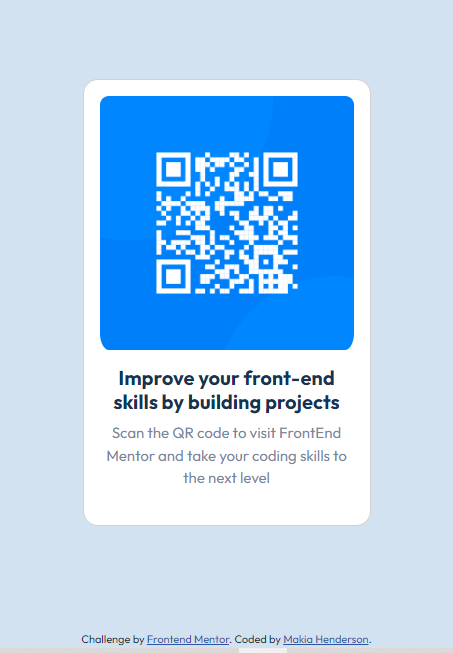 Improve your front-end
skills by building projects
Scan the QR code to visit FrontEnd
Mentor and take your coding skills to
the next level
Challenge by Frontend Mentor. Coded by Makia Henderson.